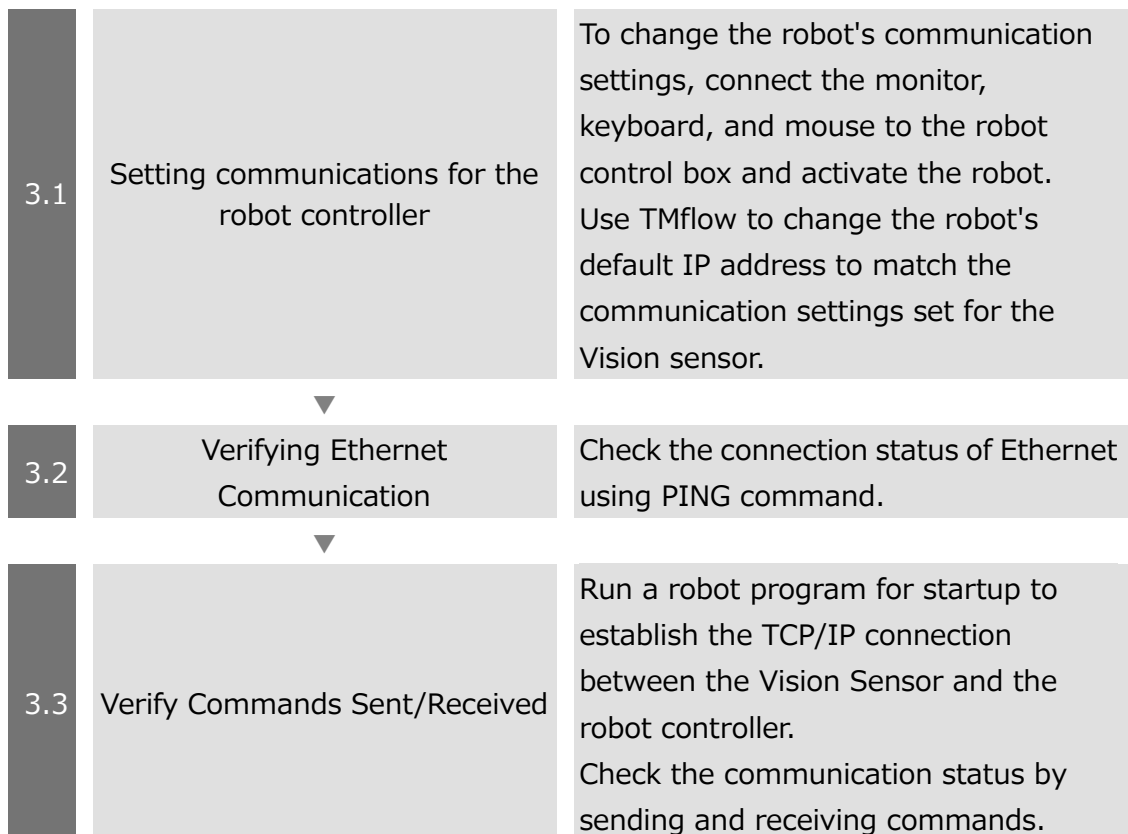 3.1
Setting communications for the
robot controller
To change the robot's communication
settings, connect the monitor,
keyboard, and mouse to the robot
control box and activate the robot.
Use TMflow to change the robot's
default IP address to match the
communication settings set for the
Vision sensor.
▼
3.2
Verifying Ethernet
Communication
Check the connection status of Ethernet
using PING command.
▼
3.3
Verify Commands Sent/Received
Run a robot program for startup to
establish the TCP/IP connection
between the Vision Sensor and the
robot controller.
Check the communication status by
sending and receiving commands.